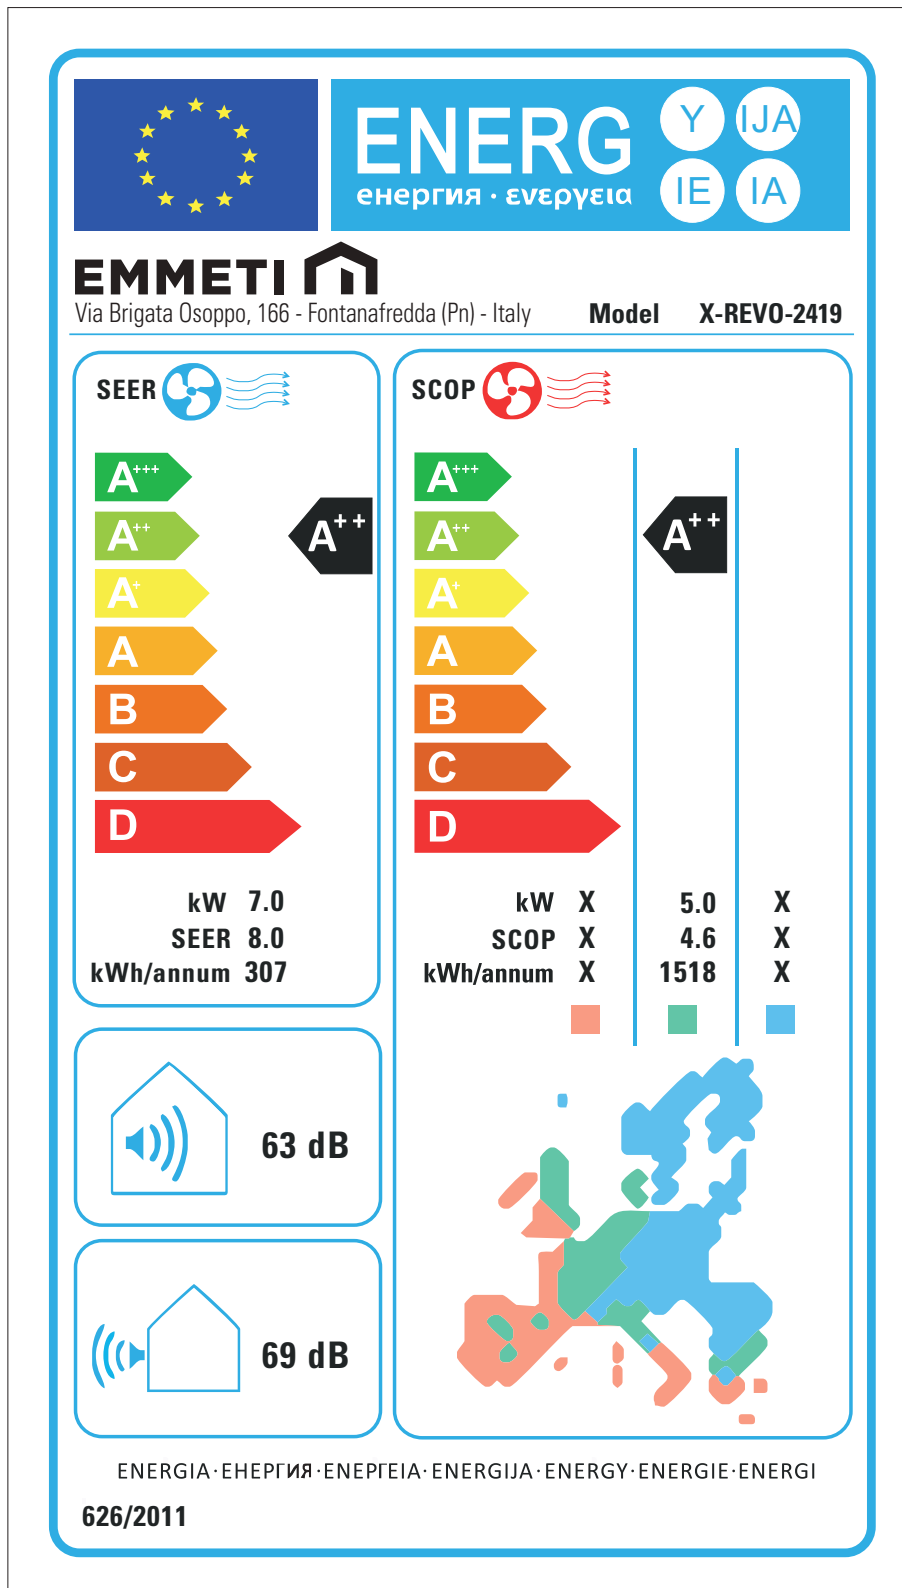 ENERG
енергия · ενεργεια
Y IJA
IE IA
EMMETI
Via Brigata Osoppo, 166 - Fontanafredda (Pn) - Italy
Model X-REVO-2419
SEER
A+++
A++
A+
A
B
C
D
A++
kW 7.0
SEER 8.0
kWh/annum 307
SCOP
A+++
A++
A+
A
B
C
D
A++
kW X 5.0 X
SCOP X 4.6 X
kWh/annum X 1518 X
63 dB
69 dB
ENERGIA·ЕНЕРГИЯ·ΕΝΕΡΓΕΙΑ·ENERGIJA·ENERGY·ENERGIE·ENERGI
626/2011